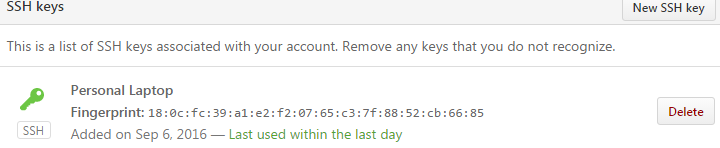 SSH keys
New SSH key
This is a list of SSH keys associated with your account. Remove any keys that you do not recognize.
Personal Laptop
Fingerprint: 18:0c:fc:39:a1:e2:f2:07:65:c3:7f:88:52:cb:66:85
Delete
SSH
Added on Sep 6, 2016 — Last used within the last day